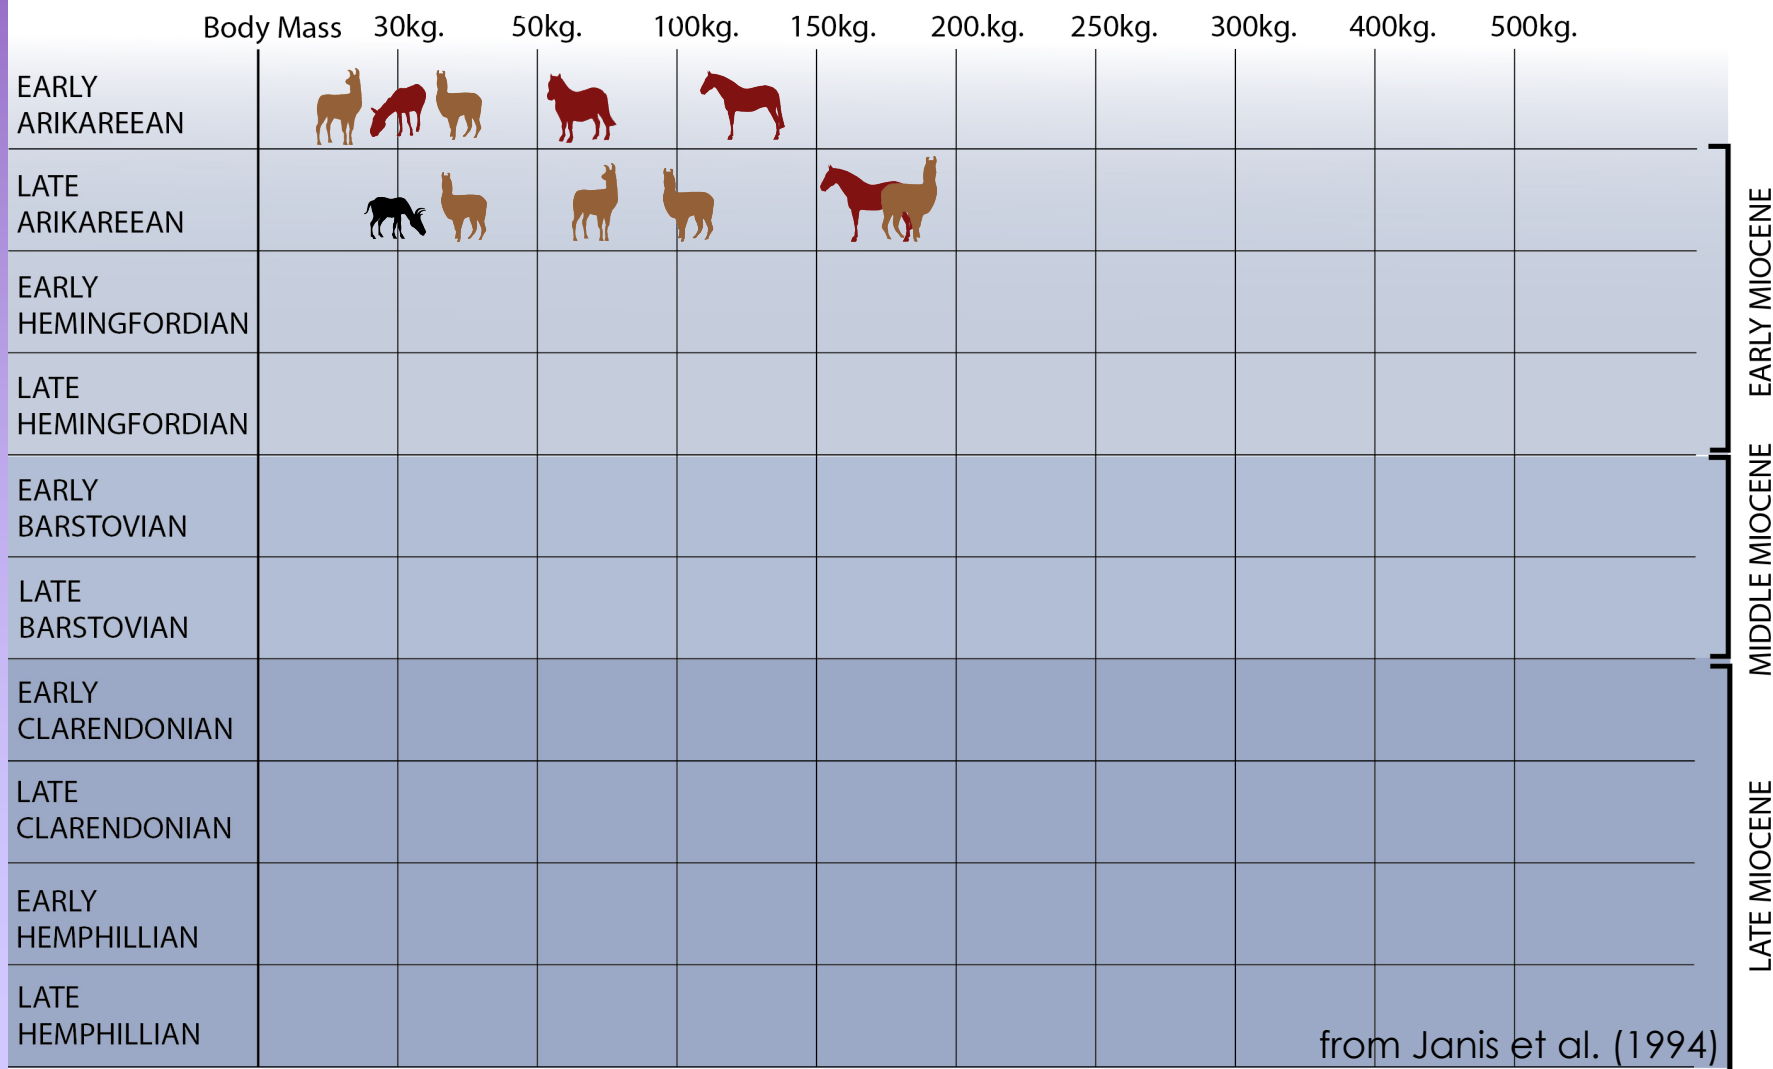 Body Mass 30kg. 50kg. 100kg. 150kg. 200.kg. 250kg. 300kg. 400kg. 500kg.
EARLY
ARIKAREEAN
LATE
ARIKAREEAN
EARLY
HEMINGFORDIAN
LATE
HEMINGFORDIAN
EARLY
BARSTOVIAN
LATE
BARSTOVIAN
EARLY
CLARENDONIAN
LATE
CLARENDONIAN
EARLY
HEMPHILLIAN
LATE
HEMPHILLIAN
EARLY MIOCENE
MIDDLE MIOCENE
LATE MIOCENE
from Janis et al. (1994)